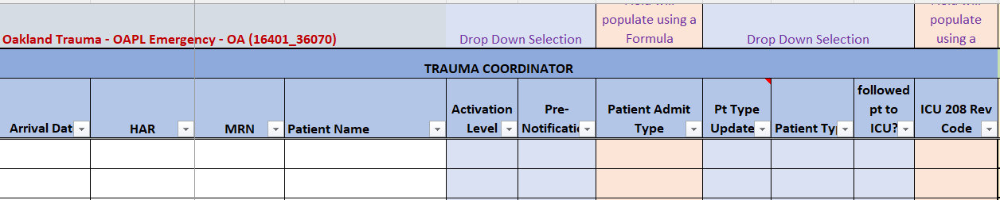 populate using a
populate
Oakland Trauma - OAPL Emergency - OA (16401_36070)
Drop Down Selection
Formula
Drop Down Selection
using a
TRAUMA COORDINATOR
Arrival Dat
HAR
MRN
Patient Name
Activation
Level
Pre-
Notificati
Patient Admit
Type
Pt Type
Update
Patient Ty
followed
pt to
ICU?
ICU 208 Rev
Code